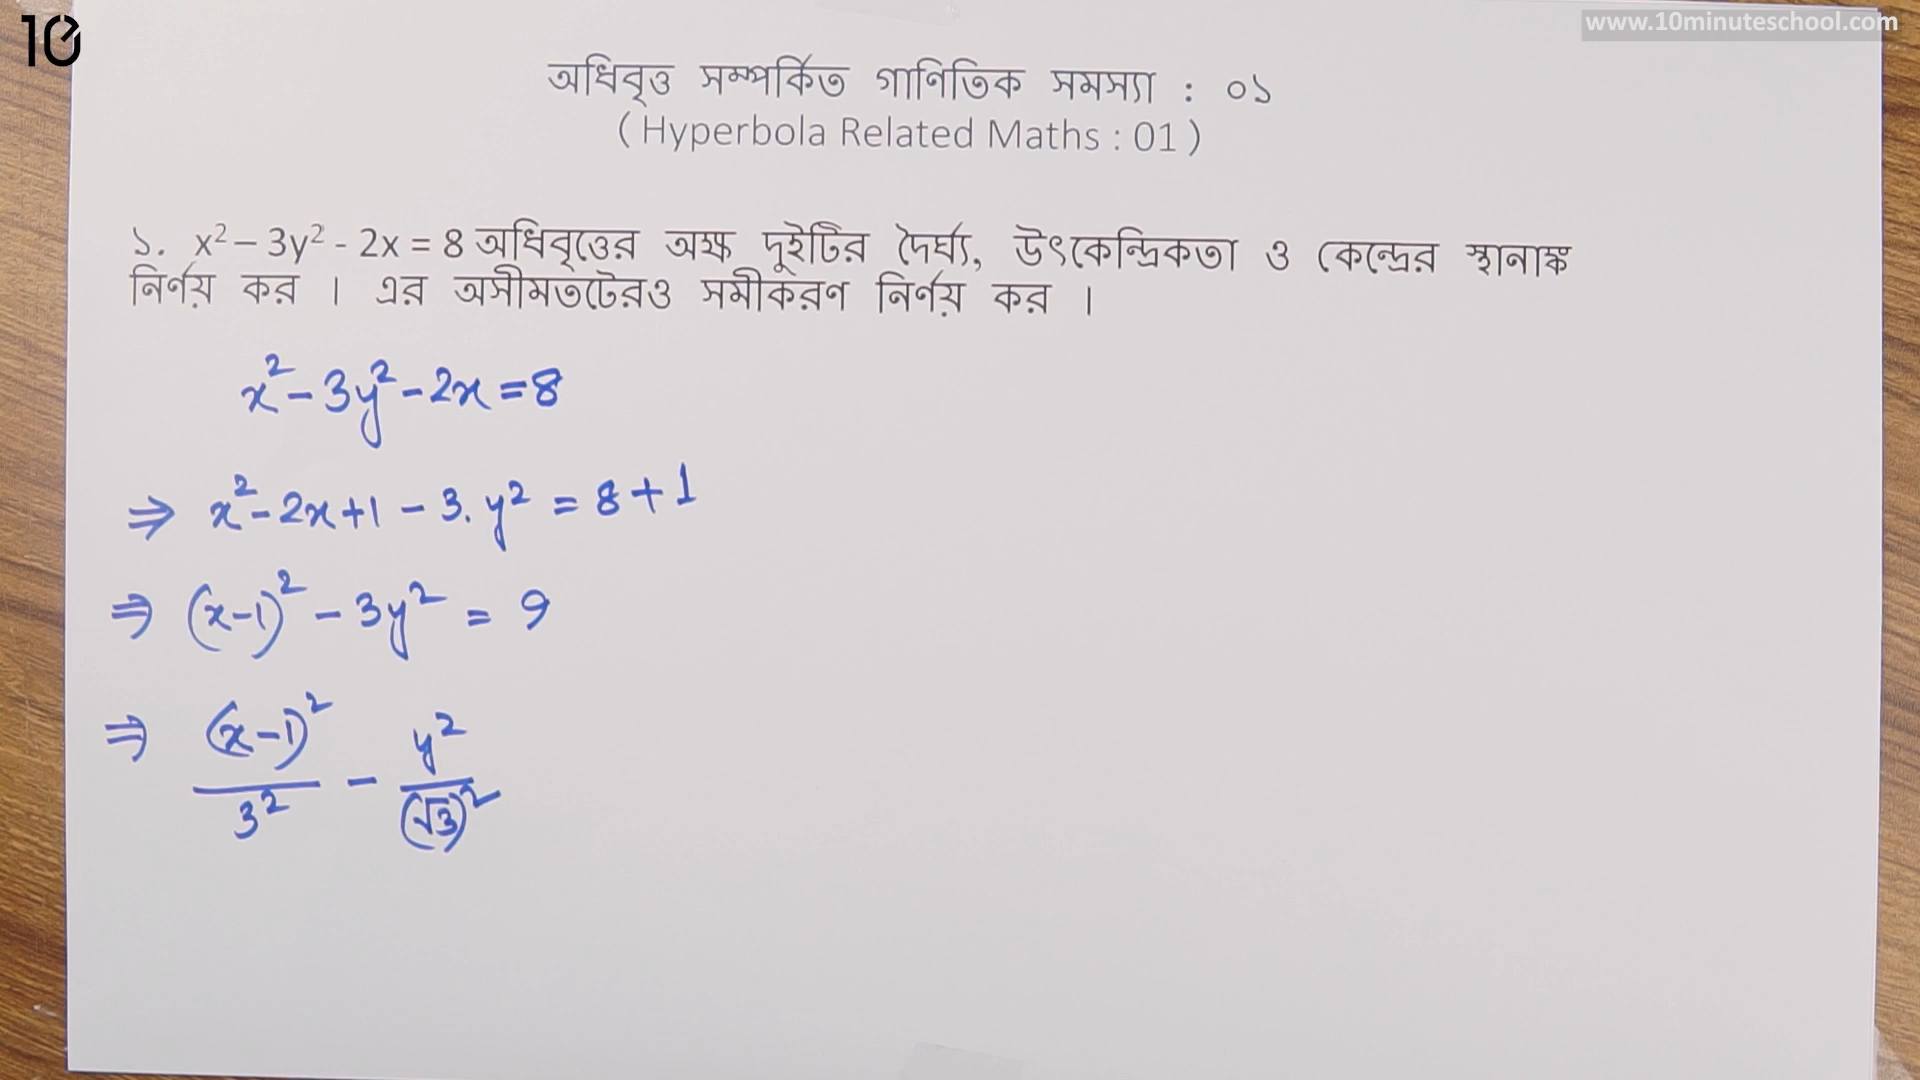 10
www.10minuteschool.com
অধিবৃত্ত সম্পর্কিত গাণিতিক সমস্যা : ০১
( Hyperbola Related Maths : 01 )
১. x² – 3y² - 2x = 8 অধিবৃত্তের অক্ষ দুইটির দৈর্ঘ্য, উৎকেন্দ্রিকতা ও কেন্দ্রের স্থানাঙ্ক
নির্ণয় কর । এর অসীমতটেরও সমীকরণ নির্ণয় কর ।
x² - 3y² - 2x = 8
⇒ x² - 2x + 1 - 3. y² = 8 + 1
⇒ (x-1)² - 3y² = 9
⇒ (x-1)²/3² - y²/(√3)²